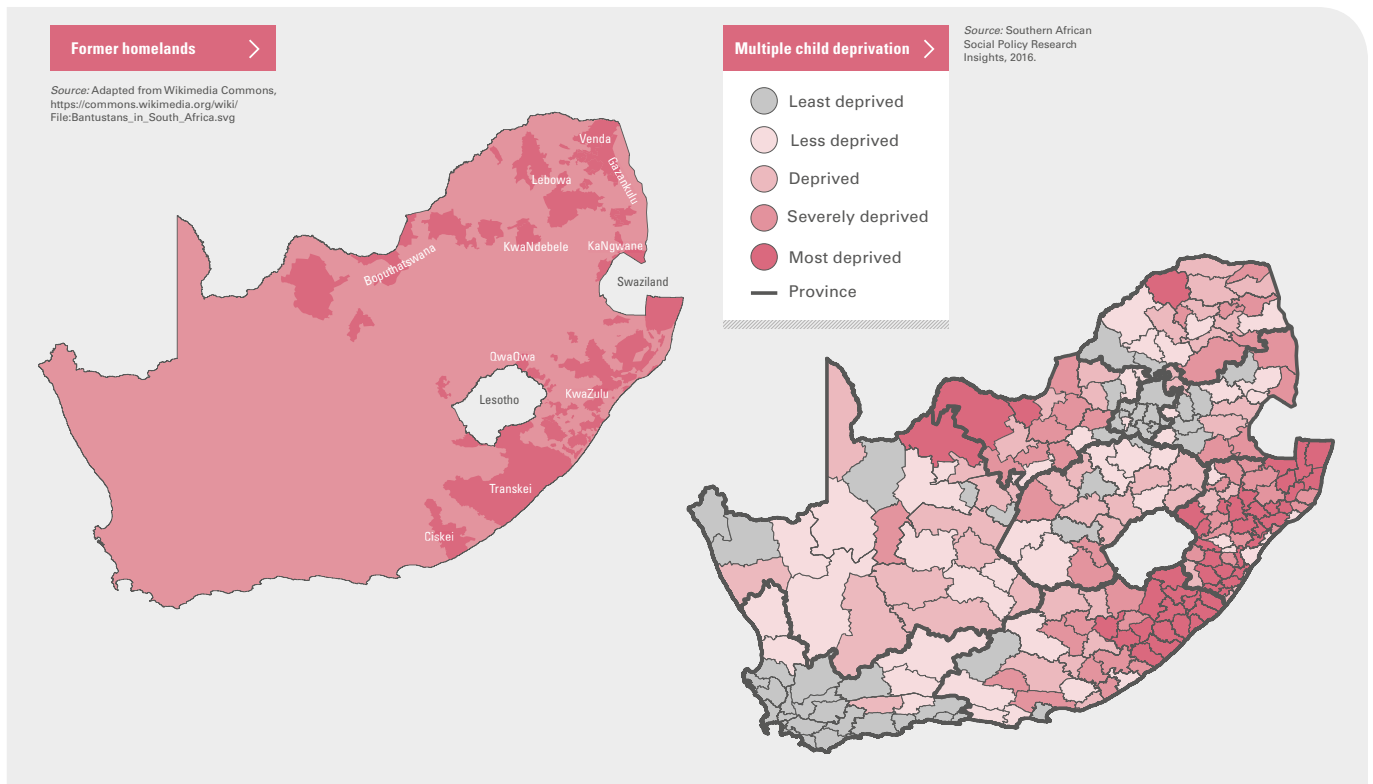 Former homelands
Source: Adapted from Wikimedia Commons,
https://commons.wikimedia.org/wiki/
File:Bantustans_in_South_Africa.svg
Venda
Gazankulu
Lebowa
KwaNdebele
KaNgwane
Boputhatswana
Swaziland
QwaQwa
Lesotho
KwaZulu
Transkei
Ciskei
Multiple child deprivation
Source: Southern African
Social Policy Research
Insights, 2016.
Least deprived
Less deprived
Deprived
Severely deprived
Most deprived
Province